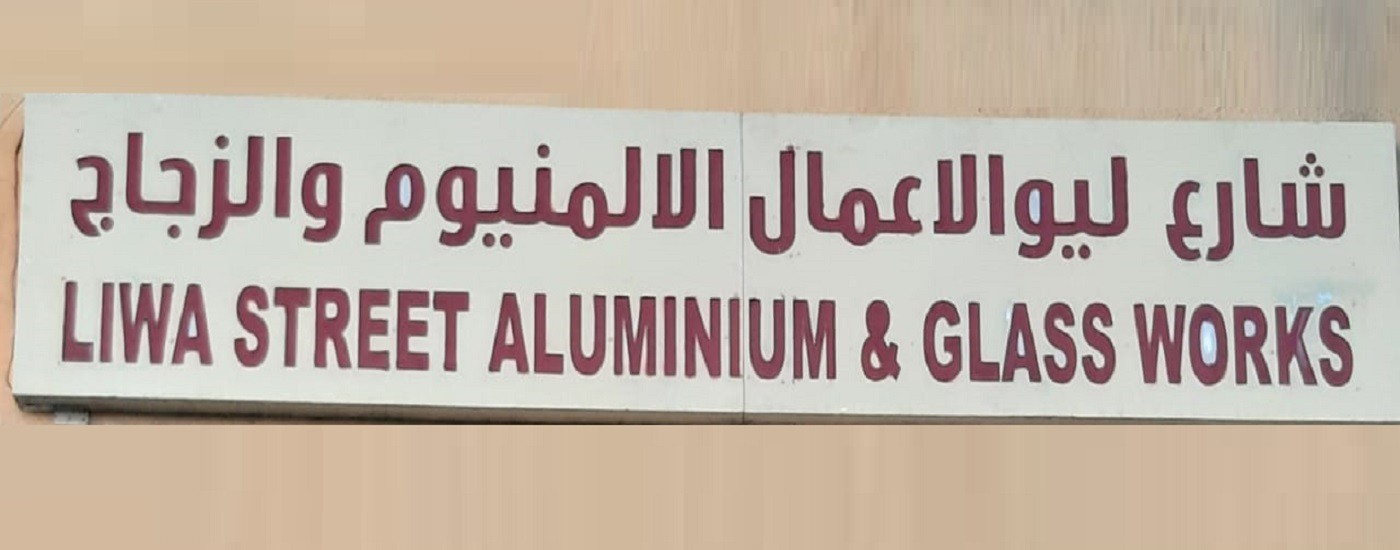 شارع ليوالاعمال الالمنيوم والزجاج
LIWA STREET ALUMINIUM & GLASS WORKS